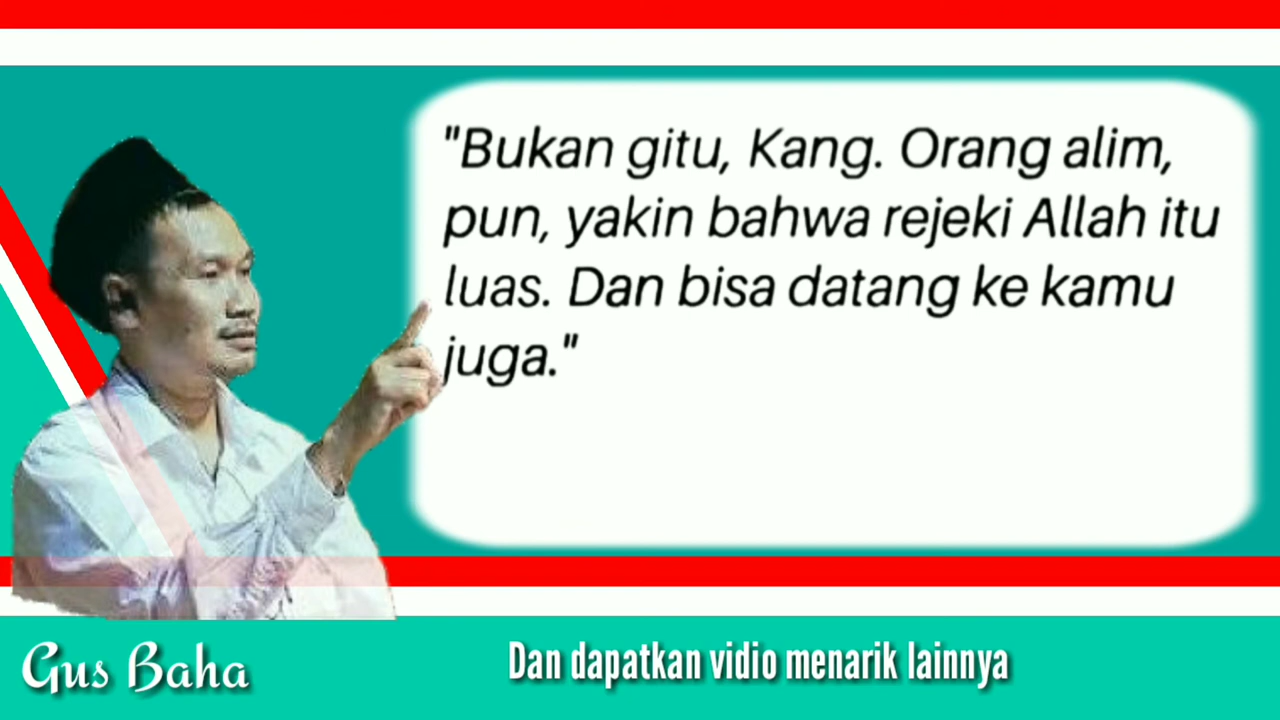 "Bukan gitu, Kang. Orang alim,
pun, yakin bahwa rejeki Allah itu
luas. Dan bisa datang ke kamu
juga."
Gus Baha
Dan dapatkan vidio menarik lainnya